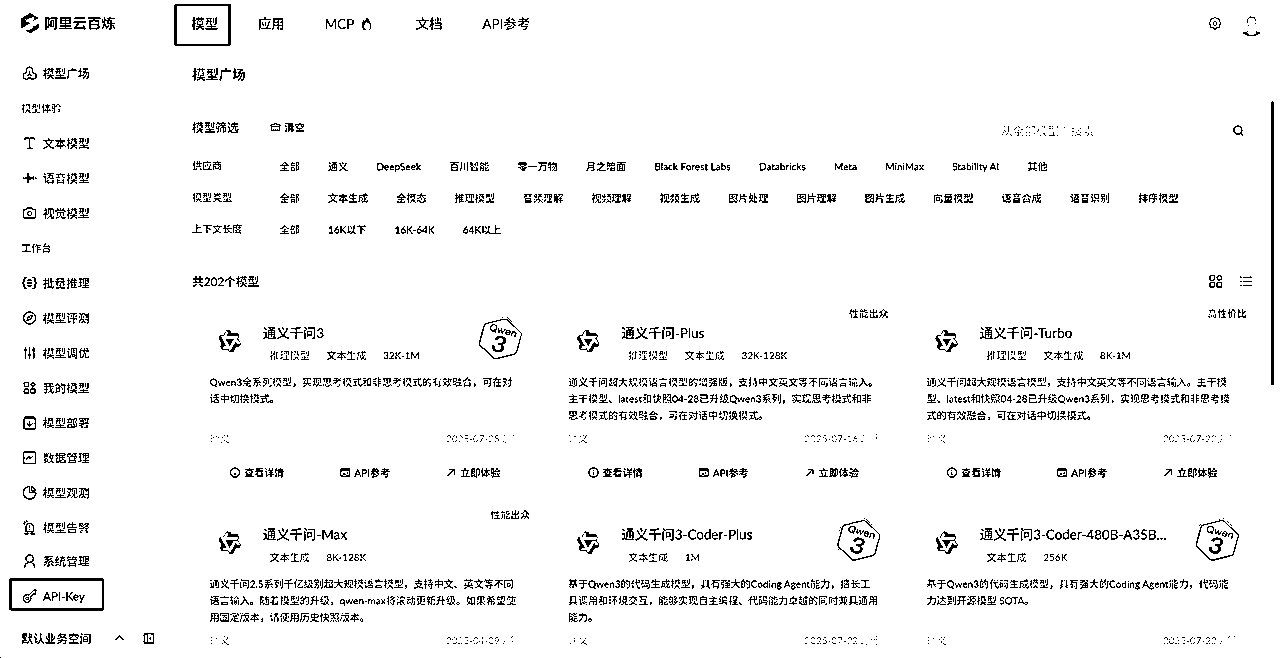 阿里云百炼 模型 应用 MCP 文档 API参考
模型广场
模型体验
文本模型
语音模型
视觉模型
工作台
批量推理
模型评测
模型调优
我的模型
模型部署
数据管理
模型观测
模型告警
系统管理
API-Key
默认业务空间
模型广场
模型筛选 清空
供应商 全部 通义 DeepSeek 百川智能 零一万物 月之暗面 Black Forest Labs Databricks Meta MiniMax Stability AI 其他
模型类型 全部 文本生成 全模态 推理模型 音频理解 视频理解 视频生成 图片处理 图片理解 图片生成 向量模型 语音合成 语音识别 排序模型
上下文长度 全部 16K以下 16K-64K 64K以上
共202个模型
通义千问3
Qwen 3
推理模型 文本生成 32K-1M
Qwen3全系列模型，实现思考模式和非思考模式的有效融合，可在对
话中切换模式。
查看详情 API参考 立即体验
性能出众
通义千问-Plus
推理模型 文本生成 32K-128K
通义千问超大规模语言模型的增强版，支持中文英文等不同语言输入。
主干模型、latest和快照04-28已升级Qwen3系列，实现思考模式和非
思考模式的有效融合，可在对话中切换模式。
查看详情 API参考 立即体验
高性价比
通义千问-Turbo
推理模型 文本生成 8K-1M
通义千问超大规模语言模型，支持中文英文等不同语言输入。主干模
型、latest和快照04-28已升级Qwen3系列，实现思考模式和非思考模
式的有效融合，可在对话中切换模式。
查看详情 API参考 立即体验
性能出众
通义千问-Max
文本生成 8K-128K
通义千问2.5系列千亿级别超大规模语言模型，支持中文、英文等不同
语言输入。随着模型的升级，qwen-max将滚动更新升级。如果希望使
用固定版本，请使用历史快照版本。
通义千问3-Coder-Plus
Qwen 3
文本生成 1M
基于Qwen3的代码生成模型，具有强大的Coding Agent能力，擅长工
具调用和环境交互，能够实现自主编程、代码能力卓越的同时兼具通用
能力。
通义千问3-Coder-480B-A35B...
Qwen 3
文本生成 256K
基于Qwen3的代码生成模型，具有强大的Coding Agent能力，代码能
力达到开源模型 SOTA。